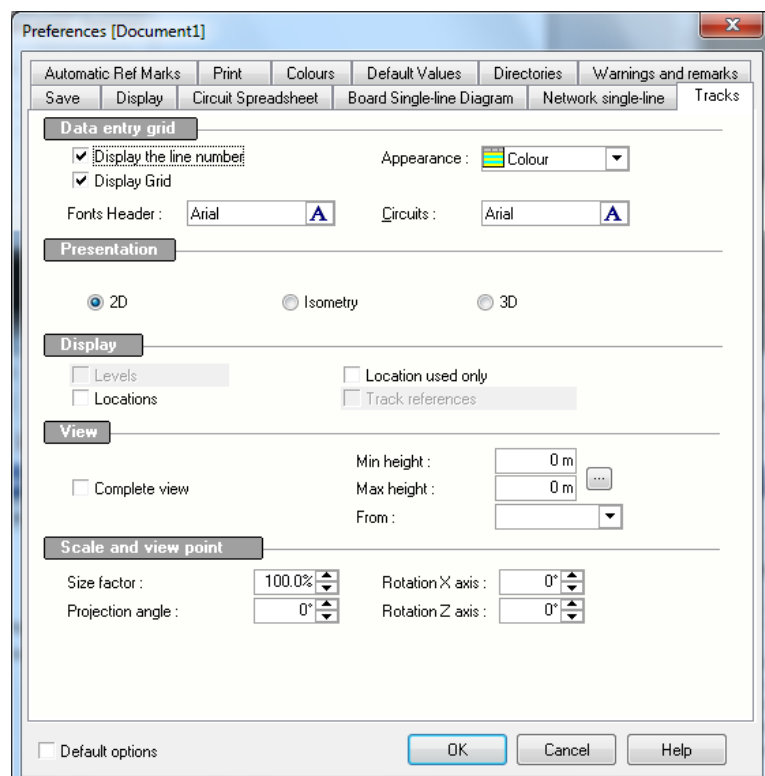 Preferences [Document1]
Automatic Ref Marks Print Colours Default Values Directories Warnings and remarks
Save Display Circuit Spreadsheet Board Single-line Diagram Network single-line Tracks
Data entry grid
Display the line number Appearance : Colour
Display Grid
Fonts Header : Arial A Circuits : Arial A
Presentation
2D Isometry 3D
Display
Levels Location used only
Locations Track references
View
Min height : 0 m
Complete view Max height : 0 m ...
From :
Scale and view point
Size factor : 100.0% Rotation X axis : 0°
Projection angle : 0° Rotation Z axis : 0°
Default options OK Cancel Help